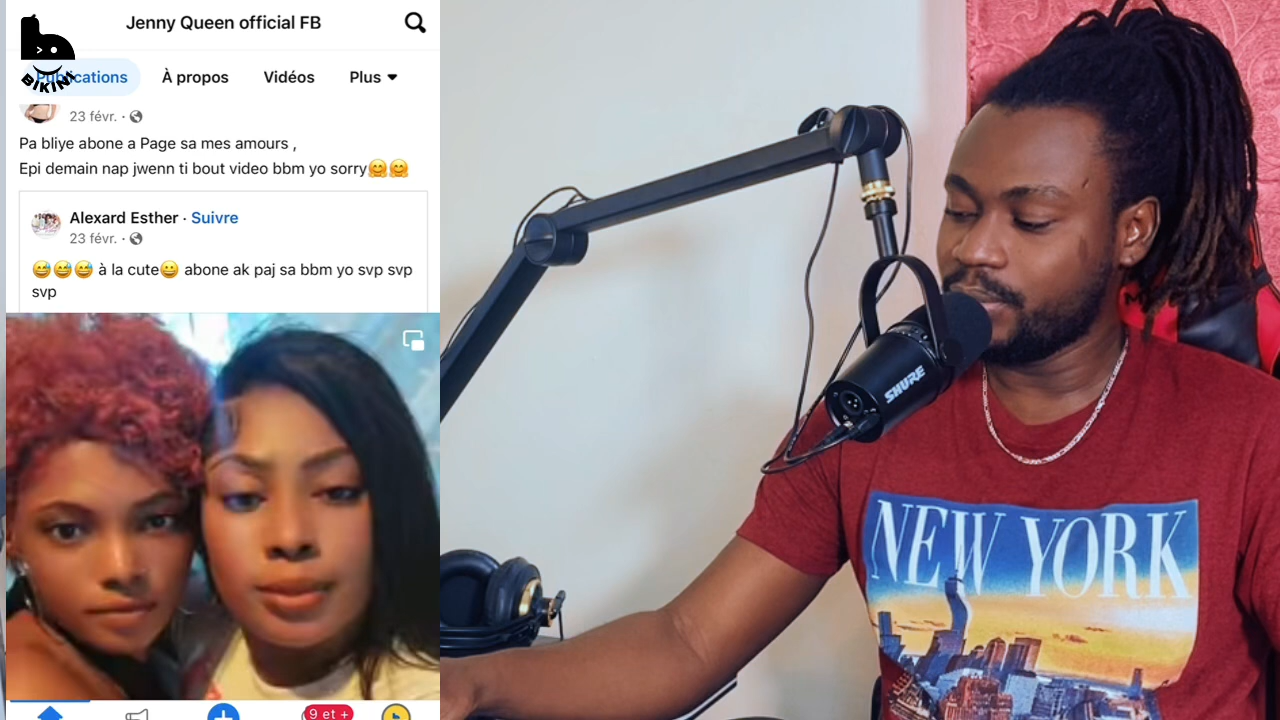 Jenny Queen official FB
BIKINI
Publications
À propos
Vidéos
Plus
23 févr. ·
Pa bliye abone a Page sa mes amours ,
Epi demain nap jwenn ti bout video bbm yo sorry🤗🤗
Alexard Esther · Suivre
23 févr. ·
😅😅😅 à la cute😀 abone ak paj sa bbm yo svp svp
svp
9 et +
SHURE
NEW YORK